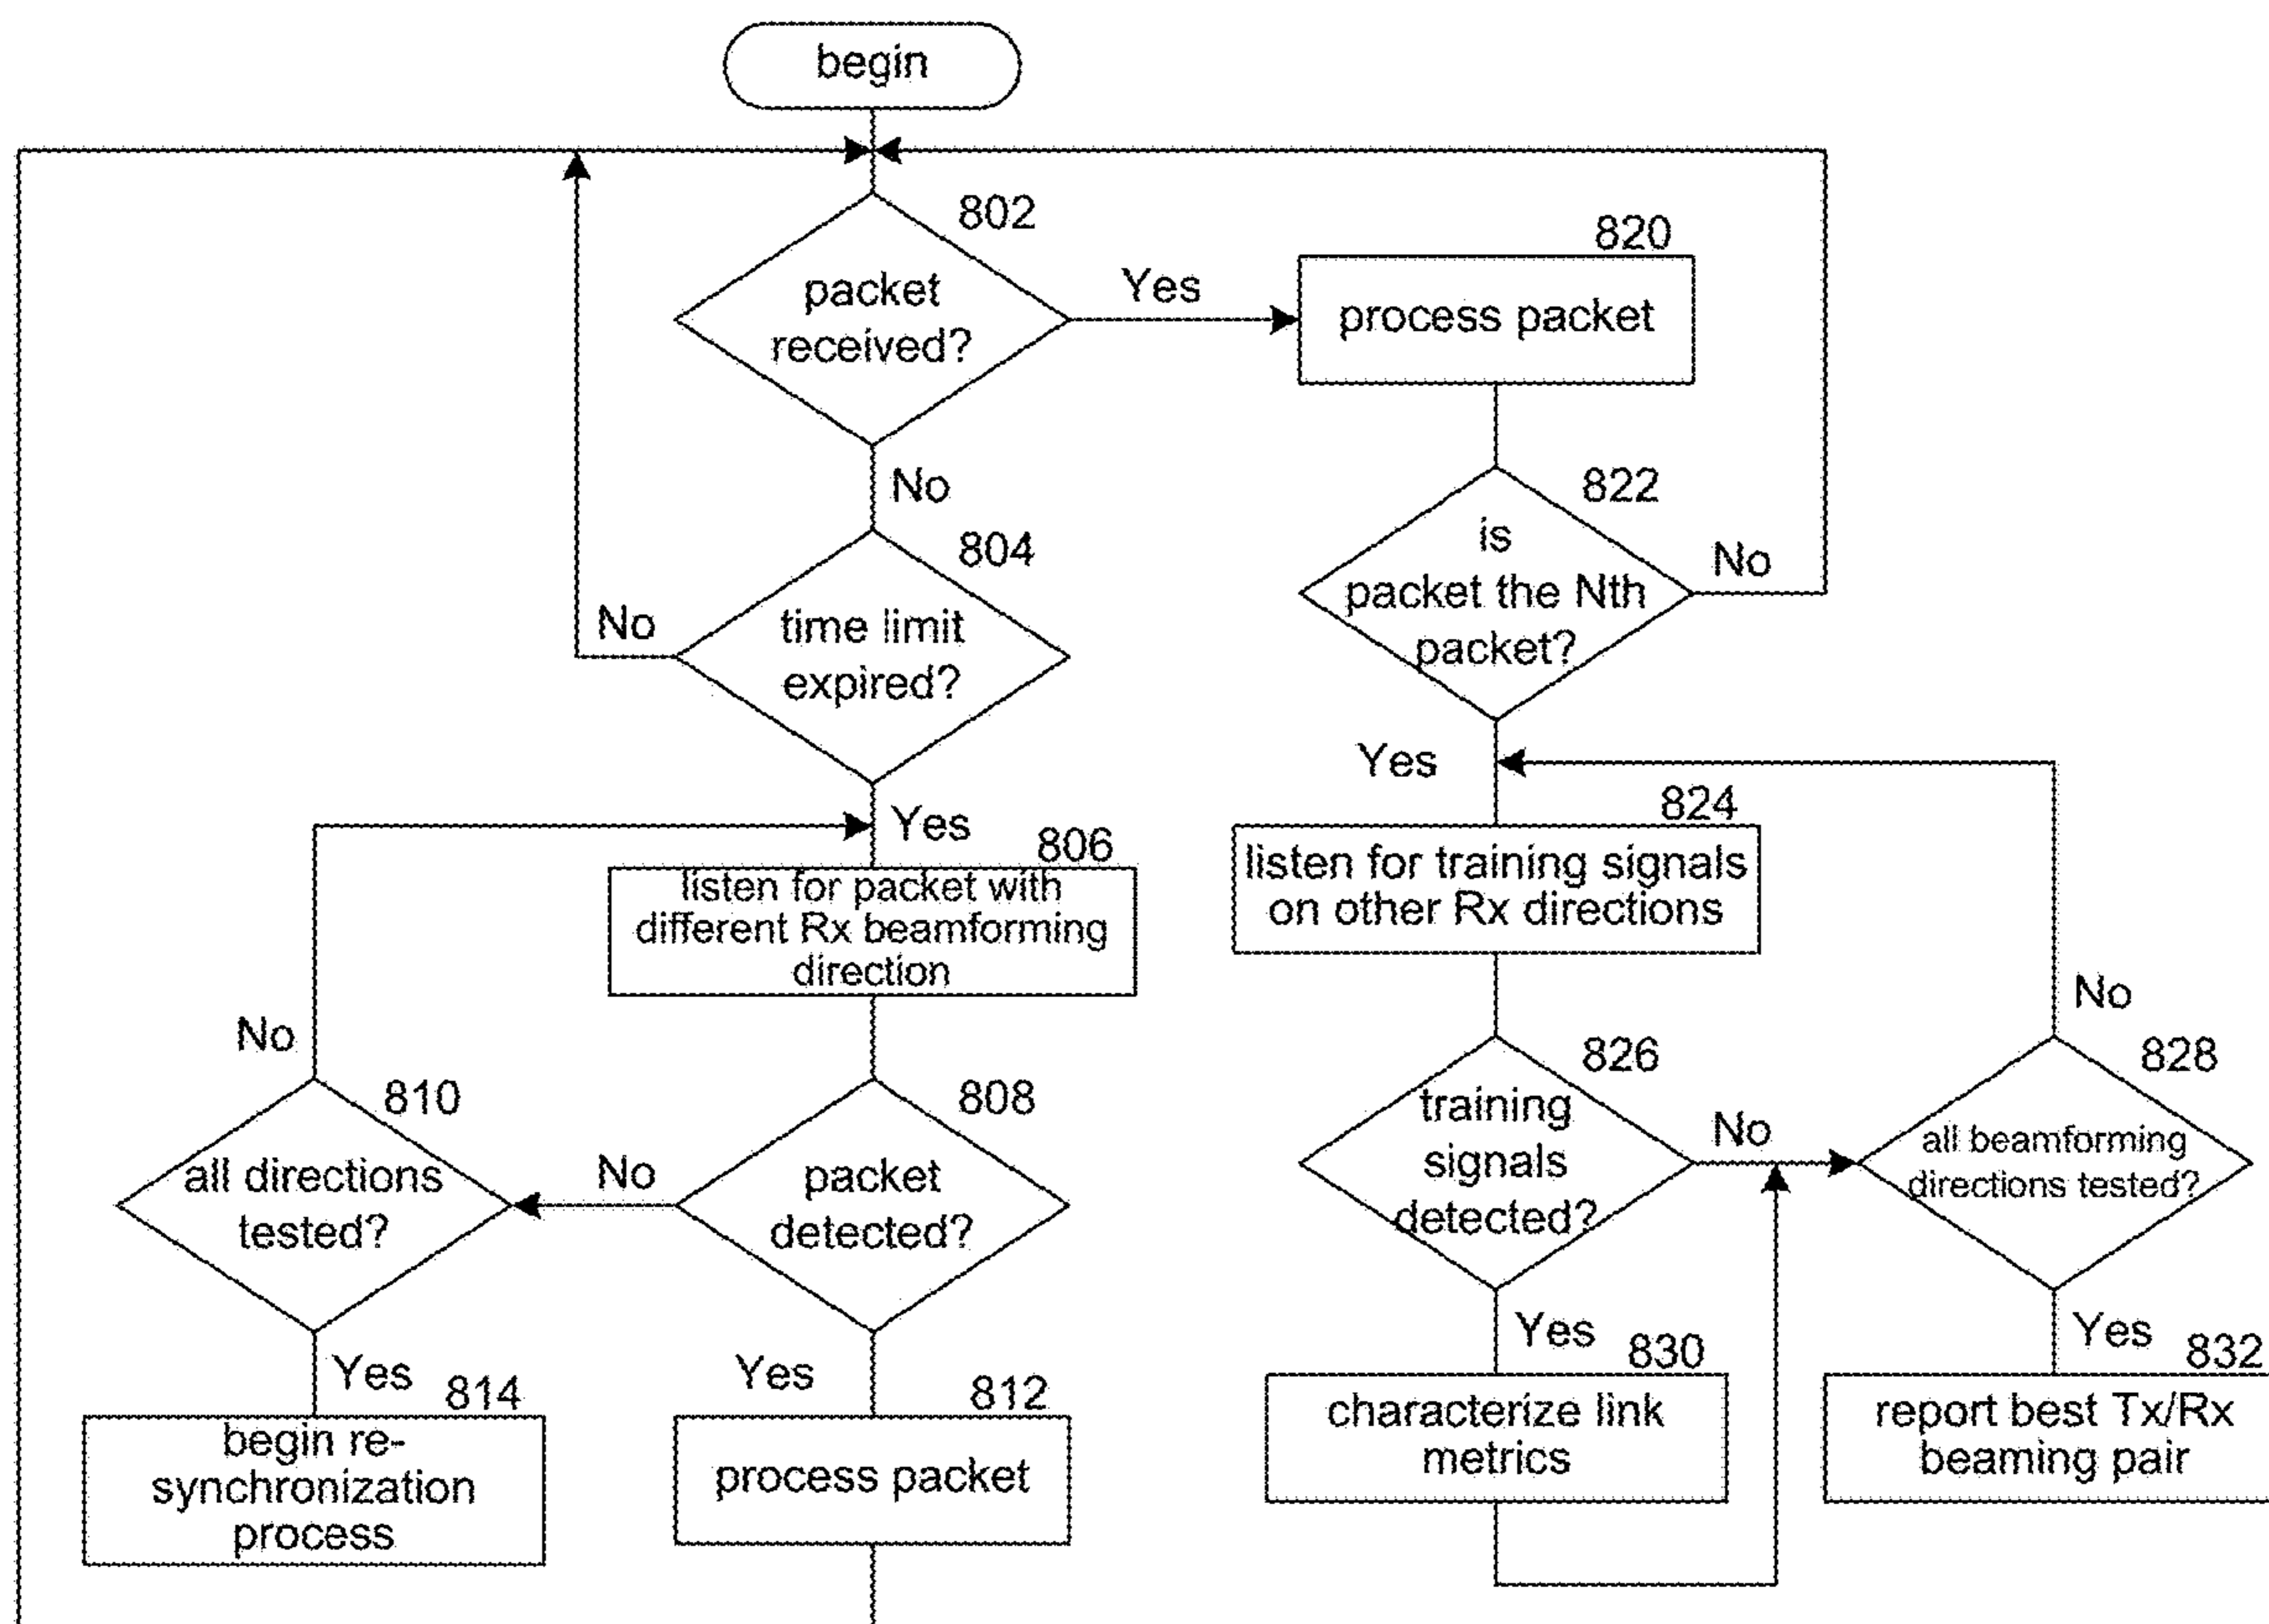 begin
802
packet
received?
Yes
820
process packet
No
822
is
packet the Nth
packet?
No
804
time limit
expired?
No
Yes
806
listen for packet with
different Rx beamforming
direction
Yes
824
listen for training signals
on other Rx directions
No
810
all directions
tested?
No
808
packet
detected?
826
training
signals
detected?
No
No
828
all beamforming
directions tested?
Yes
814
begin re-
synchronization
process
Yes
812
process packet
Yes
830
characterize link
metrics
Yes
832
report best Tx/Rx
beaming pair